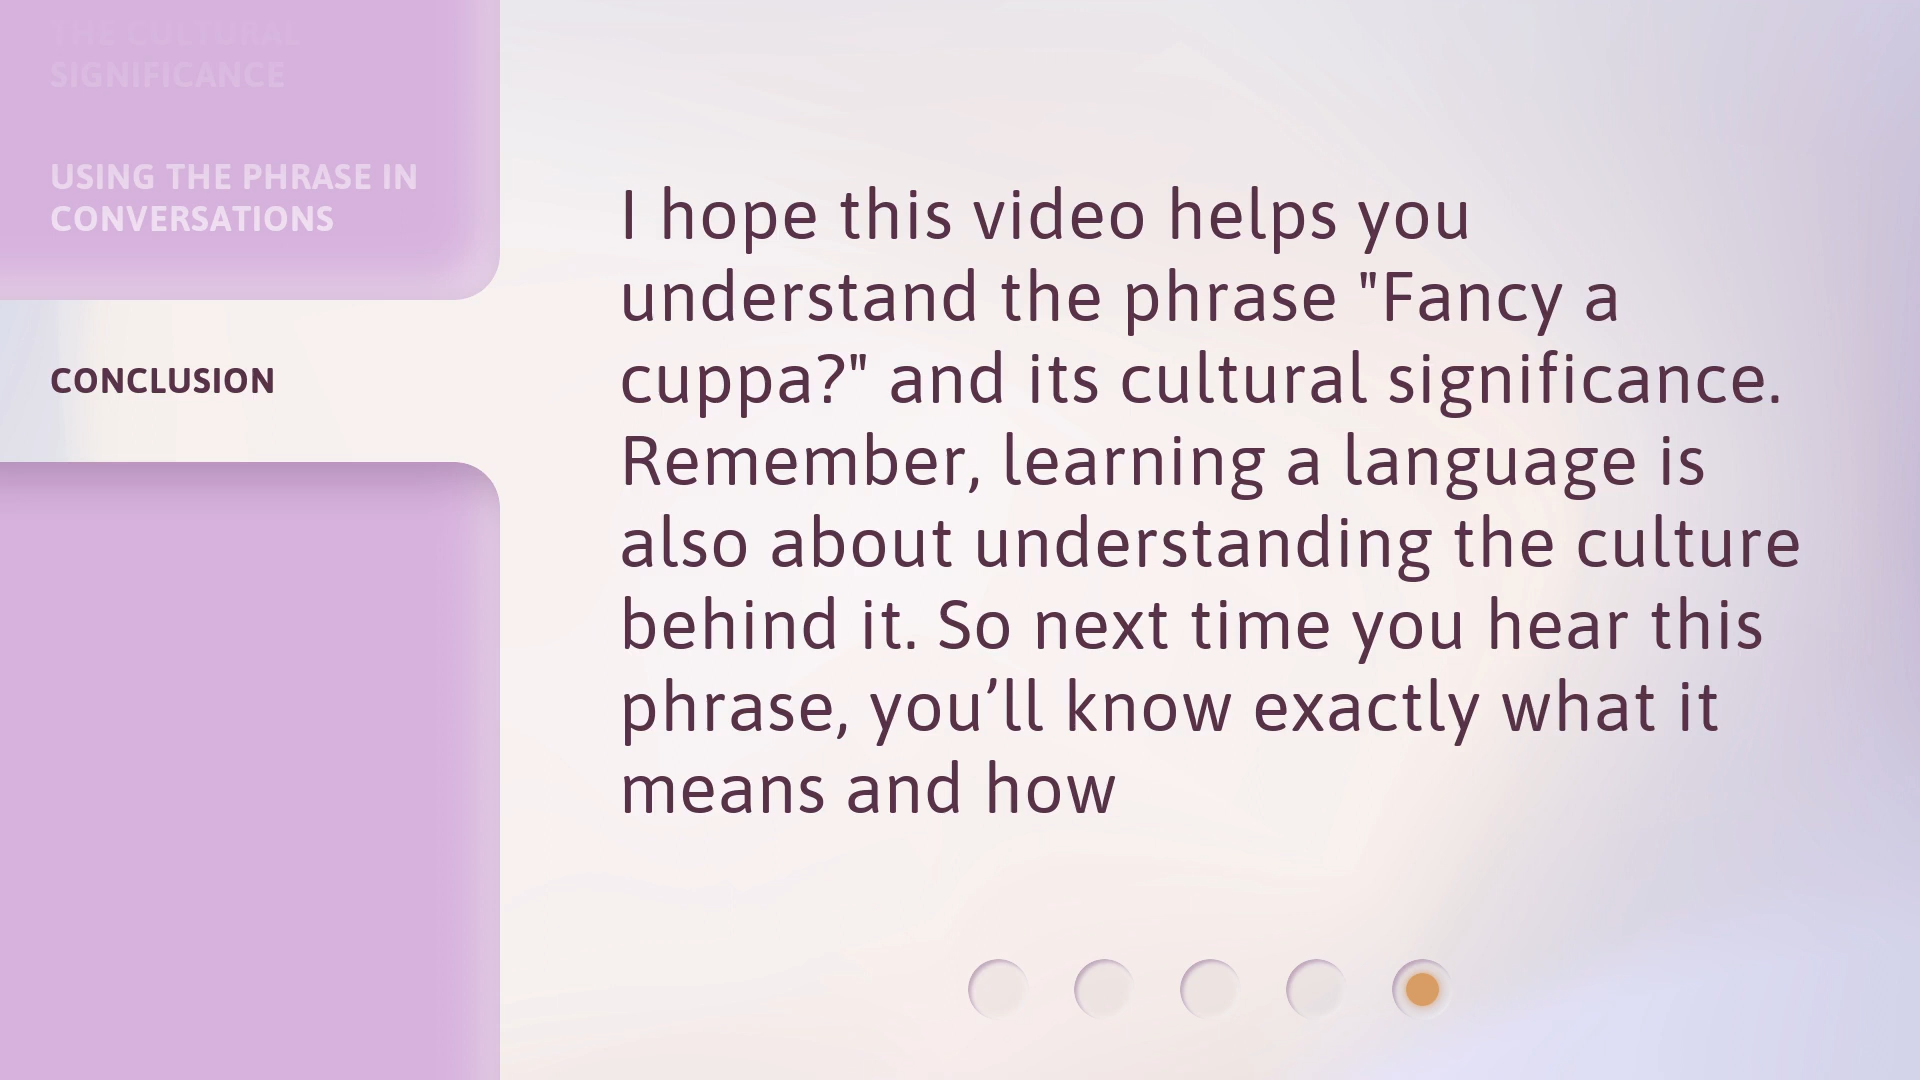 THE CULTURAL
SIGNIFICANCE
USING THE PHRASE IN
CONVERSATIONS
CONCLUSION
I hope this video helps you
understand the phrase "Fancy a
cuppa?" and its cultural significance.
Remember, learning a language is
also about understanding the culture
behind it. So next time you hear this
phrase, you’ll know exactly what it
means and how